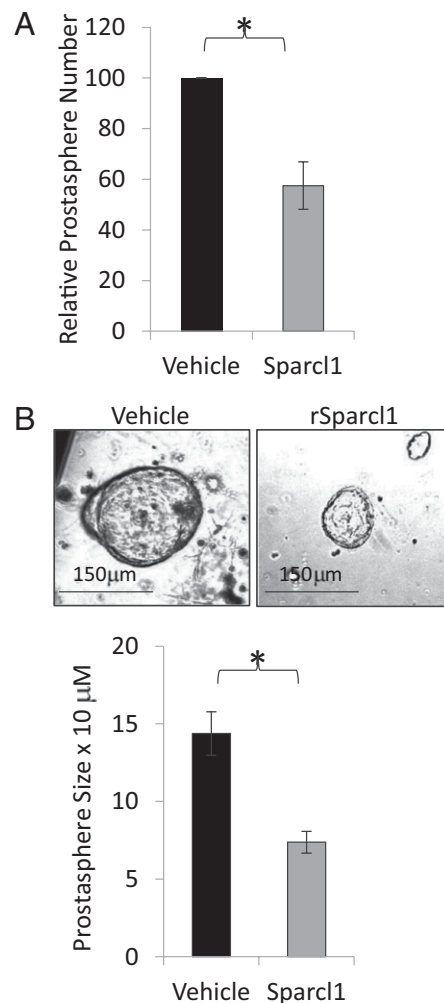 A
*
Relative Prostasphere Number
120
100
80
60
40
20
0
Vehicle Sparcl1
B
Vehicle rSparcl1
150μm 150μm
*
Prostasphere Size x 10 μM
20
15
10
5
0
Vehicle Sparcl1